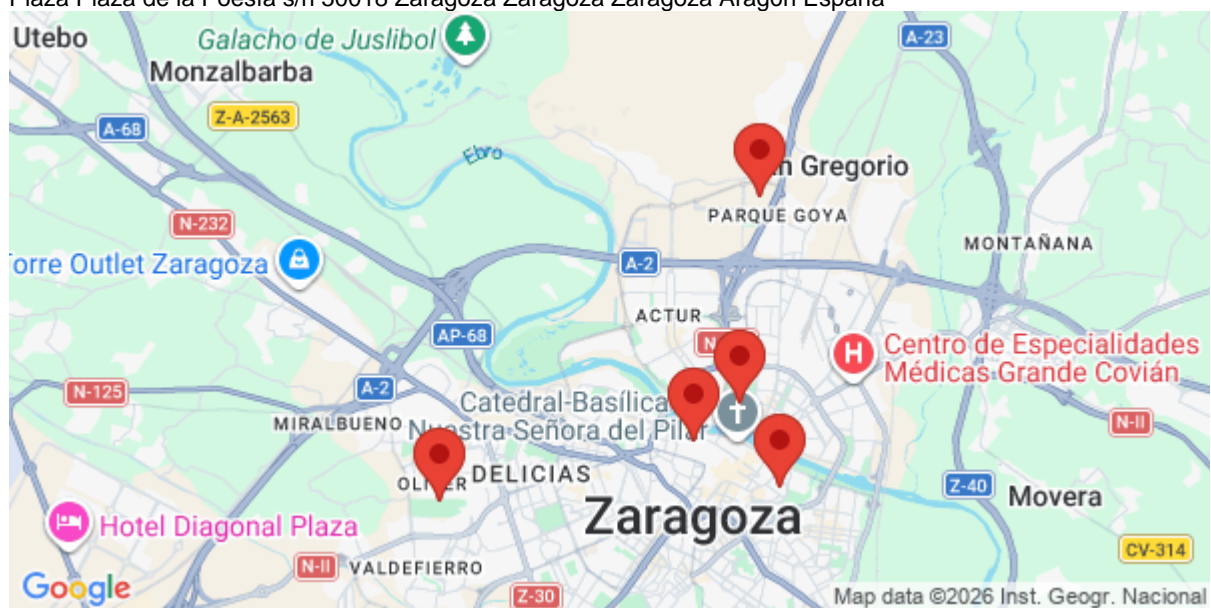 Plaza Plaza de la Poesía s/n 50018 Zaragoza Zaragoza Zaragoza Aragón España
Utebo
Galacho de Juslibol
A-23
Monzalbarba
Z-A-2563
A-68
Ebro
n Gregorio
PARQUE GOYA
N-232
MONTAÑANA
orre Outlet Zaragoza
A-2
ACTUR
AP-68
N
H
Centro de Especialidades
Médicas Grande Covián
A-2
N-125
Catedral-Basílica
MIRALBUENO
Nuestra Señora del Pilar
N-II
DELICIAS
Z-40
Movera
Zaragoza
Hotel Diagonal Plaza
CV-314
N-II
VALDEFIERRO
Google
Z-30
Map data ©2026 Inst. Geogr. Nacional